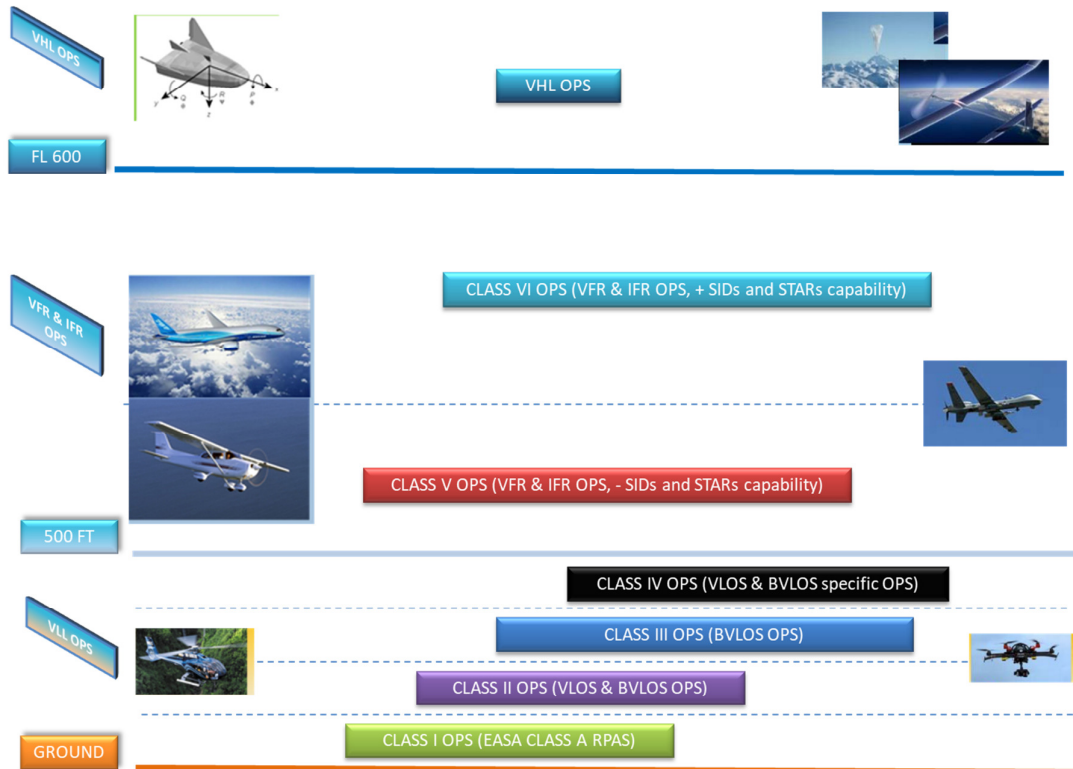 VHL OPS
VHL OPS
FL 600
CLASS VI OPS (VFR & IFR OPS, + SIDs and STARs capability)
VFR & IFR
OPS
CLASS V OPS (VFR & IFR OPS, - SIDs and STARs capability)
500 FT
CLASS IV OPS (VLOS & BVLOS specific OPS)
VLL OPS
CLASS III OPS (BVLOS OPS)
CLASS II OPS (VLOS & BVLOS OPS)
CLASS I OPS (EASA CLASS A RPAS)
GROUND